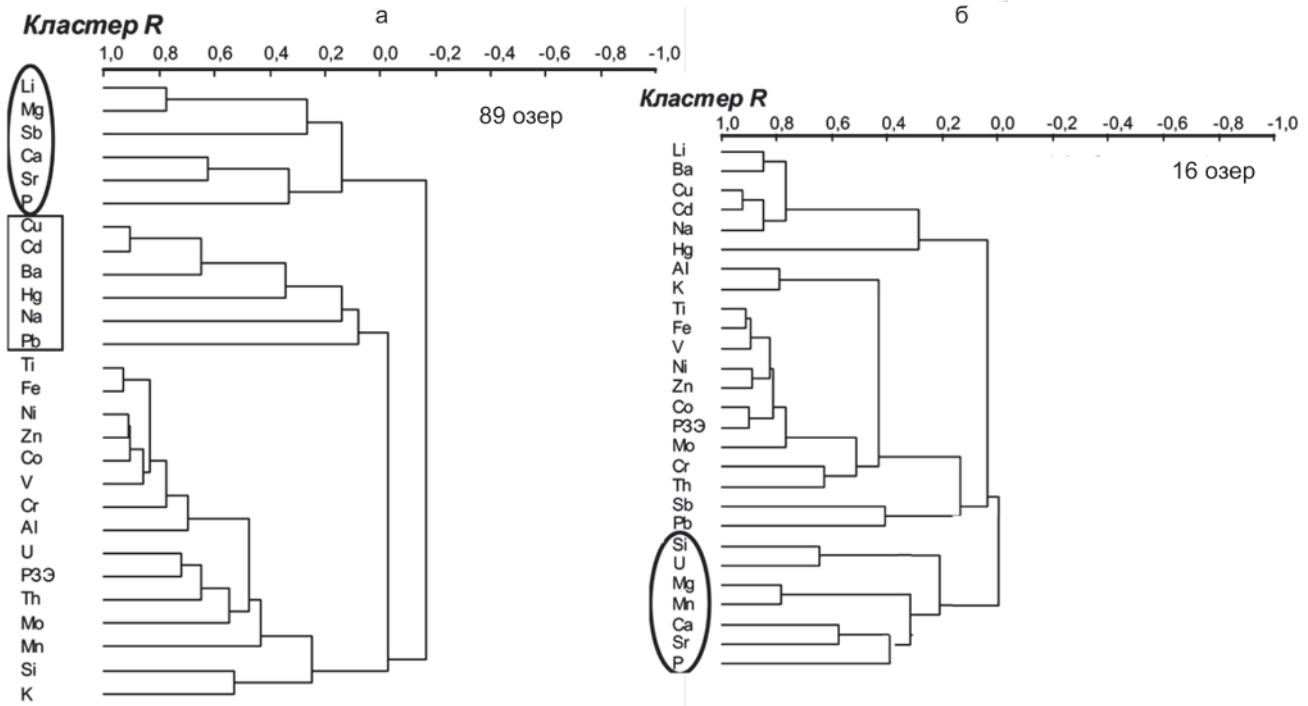 а
Кластер R
1,0 0,8 0,6 0,4 0,2 0,0 -0,2 -0,4 -0,6 -0,8 -1,0
89 озер
Li
Mg
Sb
Ca
Sr
P
Cu
Cd
Ba
Hg
Na
Pb
Ti
Fe
Ni
Zn
Co
V
Cr
Al
U
РЗЭ
Th
Mo
Mn
Si
K
б
Кластер R
1,0 0,8 0,6 0,4 0,2 0,0 -0,2 -0,4 -0,6 -0,8 -1,0
16 озер
Li
Ba
Cu
Cd
Na
Hg
Al
K
Ti
Fe
V
Ni
Zn
Co
РЗЭ
Mo
Cr
Th
Sb
Pb
Si
U
Mg
Mn
Ca
Sr
P